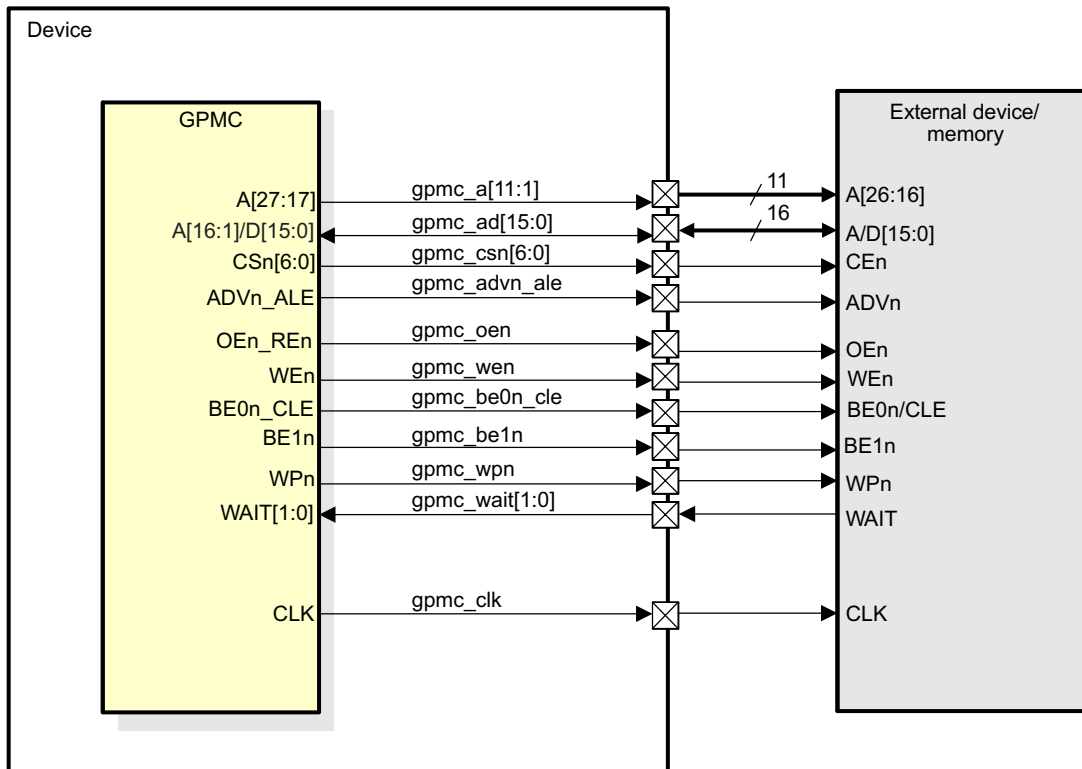 Device
GPMC
External device/
memory
A[27:17] gpmc_a[11:1] 11 A[26:16]
A[16:1]/D[15:0] gpmc_ad[15:0] 16 A/D[15:0]
CSn[6:0] gpmc_csn[6:0] CEn
ADVn_ALE gpmc_advn_ale ADVn
OEn_REn gpmc_oen OEn
WEn gpmc_wen WEn
BE0n_CLE gpmc_be0n_cle BE0n/CLE
BE1n gpmc_be1n BE1n
WPn gpmc_wpn WPn
WAIT[1:0] gpmc_wait[1:0] WAIT
CLK gpmc_clk CLK